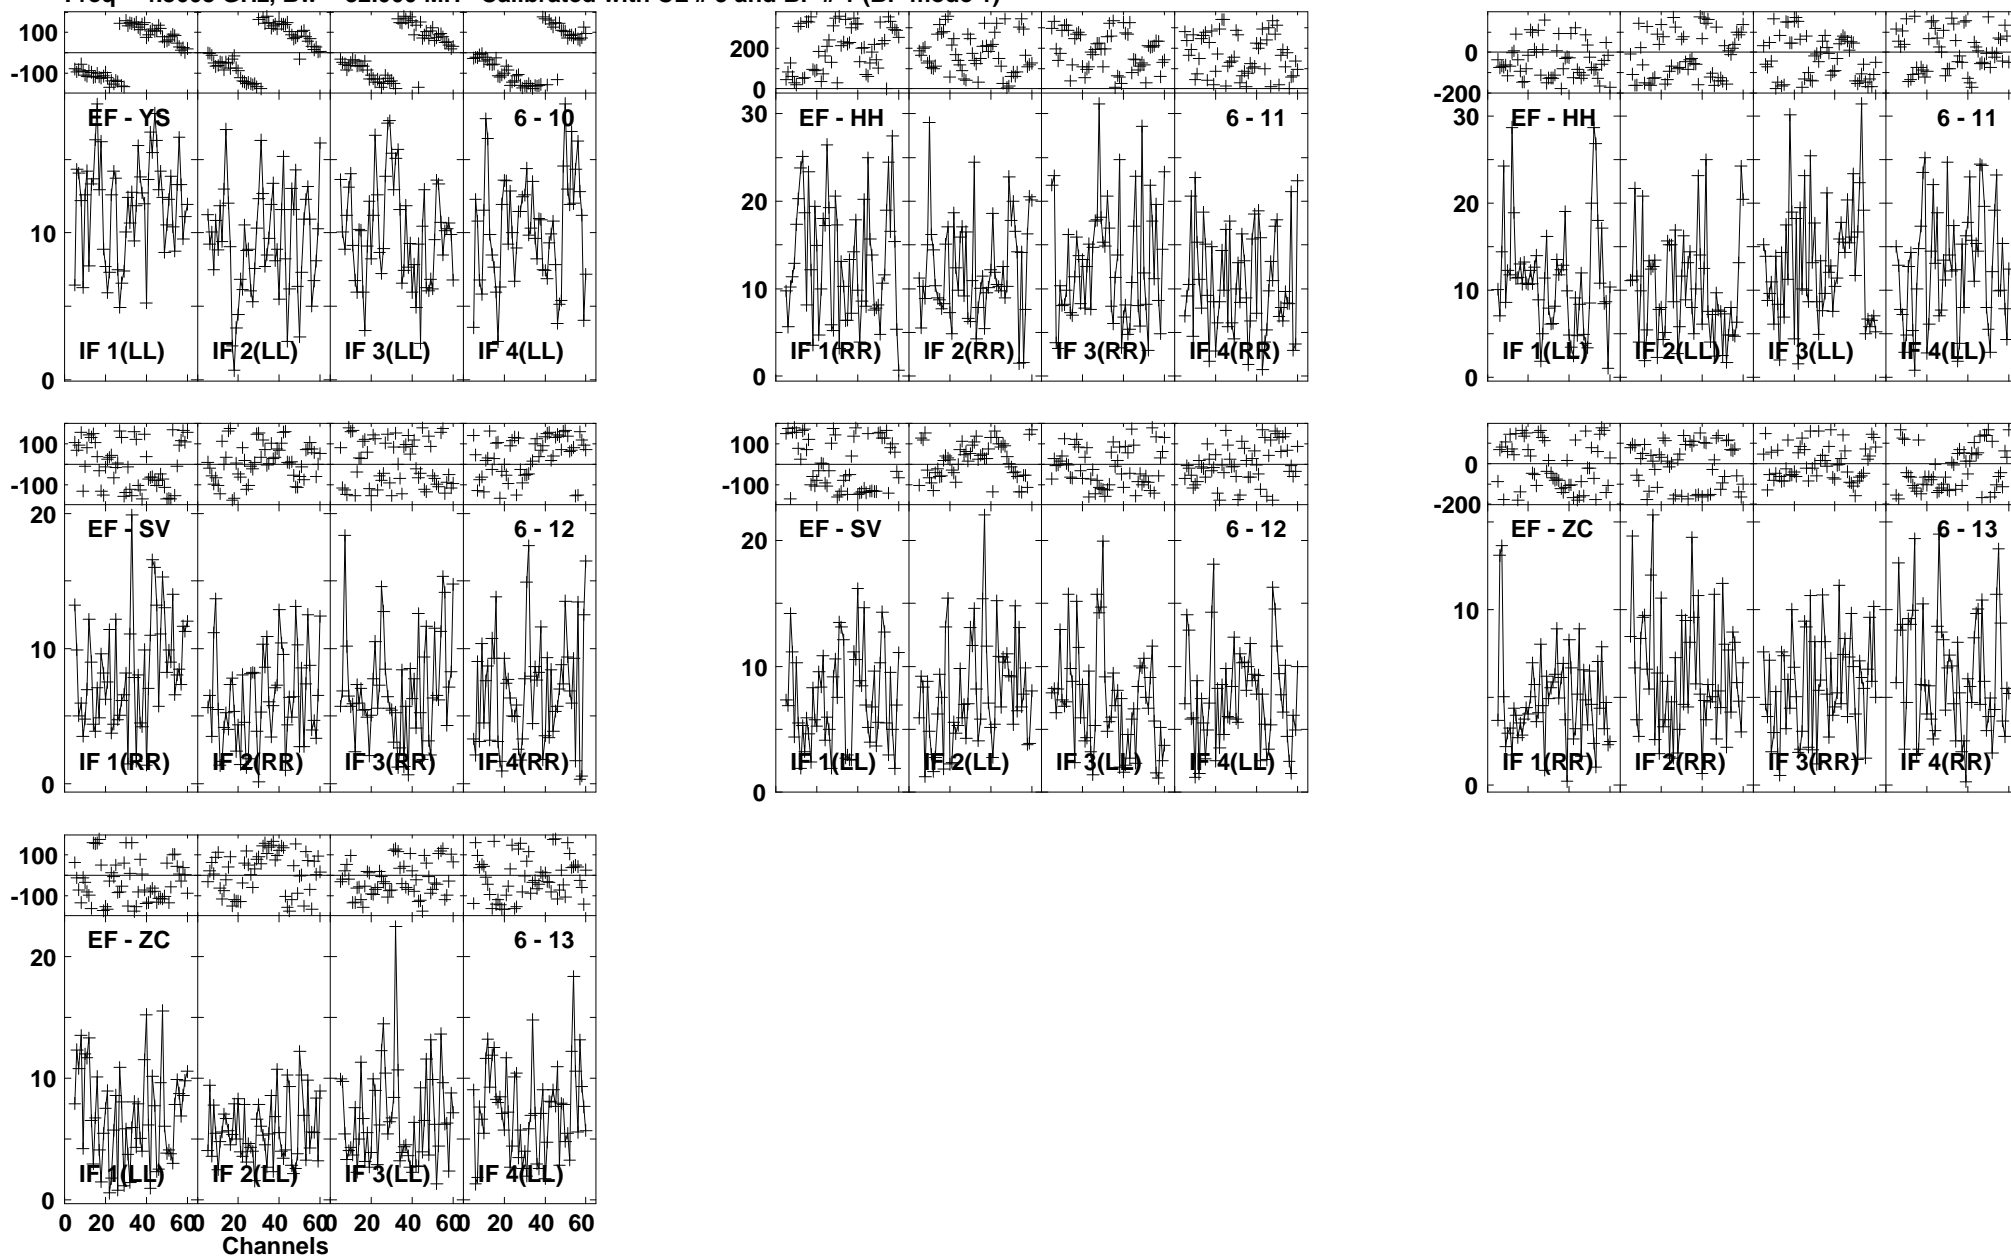 100
-100
EF - YS 6 - 10
10
0
IF 1(LL) IF 2(LL) IF 3(LL) IF 4(LL)
200
0
EF - HH 6 - 11
30
20
10
0
IF 1(RR) IF 2(RR) IF 3(RR) IF 4(RR)
0
-200
EF - HH 6 - 11
30
20
10
0
IF 1(LL) IF 2(LL) IF 3(LL) IF 4(LL)
100
-100
EF - SV 6 - 12
20
10
0
IF 1(RR) IF 2(RR) IF 3(RR) IF 4(RR)
100
-100
EF - SV 6 - 12
20
10
0
IF 1(LL) IF 2(LL) IF 3(LL) IF 4(LL)
0
-200
EF - ZC 6 - 13
10
0
IF 1(RR) IF 2(RR) IF 3(RR) IF 4(RR)
100
-100
EF - ZC 6 - 13
20
10
0
IF 1(LL) IF 2(LL) IF 3(LL) IF 4(LL)
0 20 40 60 0 20 40 60 0 20 40 60 0 20 40 60
Channels